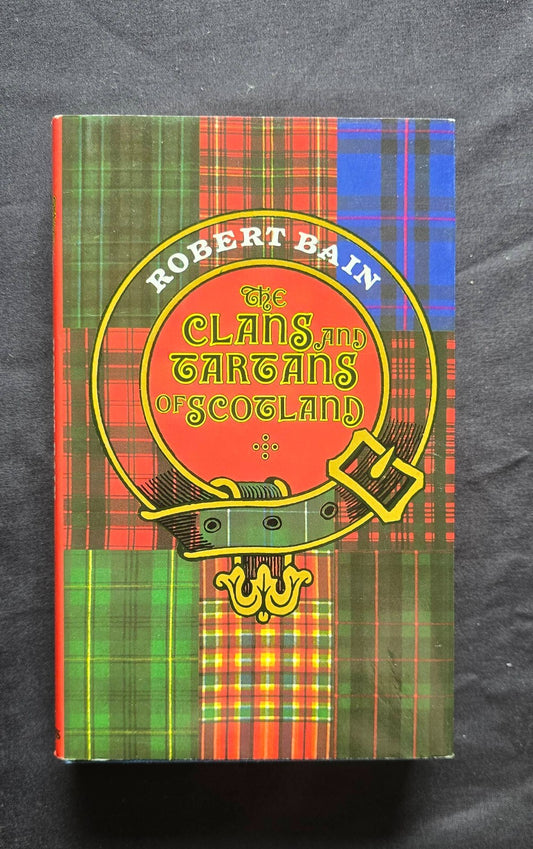 ROBERT BAIN
THE
CLANS AND
TARTANS
OF SCOTLAND